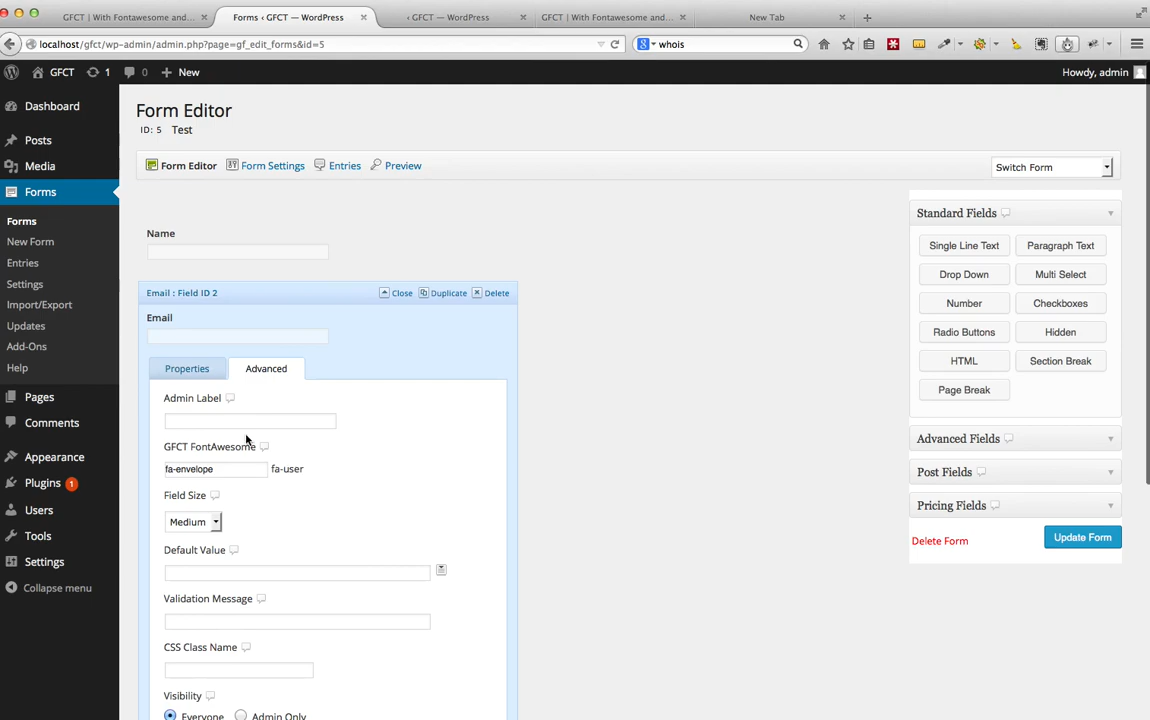 GFCT | With Fontawesome and...
Forms ‹ GFCT — WordPress
‹ GFCT — WordPress
GFCT | With Fontawesome and...
New Tab
localhost/gfct/wp-admin/admin.php?page=gf_edit_forms&id=5
whois
GFCT
1
0
New
Howdy, admin
Dashboard
Posts
Media
Forms
Forms
New Form
Entries
Settings
Import/Export
Updates
Add-Ons
Help
Pages
Comments
Appearance
Plugins 1
Users
Tools
Settings
Collapse menu
Form Editor
ID: 5 Test
Form Editor
Form Settings
Entries
Preview
Switch Form
Name
Email : Field ID 2
Close
Duplicate
Delete
Email
Properties
Advanced
Admin Label
GFCT FontAwesome
fa-envelope
fa-user
Field Size
Medium
Default Value
Validation Message
CSS Class Name
Visibility
Everyone
Admin Only
Standard Fields
Single Line Text
Paragraph Text
Drop Down
Multi Select
Number
Checkboxes
Radio Buttons
Hidden
HTML
Section Break
Page Break
Advanced Fields
Post Fields
Pricing Fields
Delete Form
Update Form